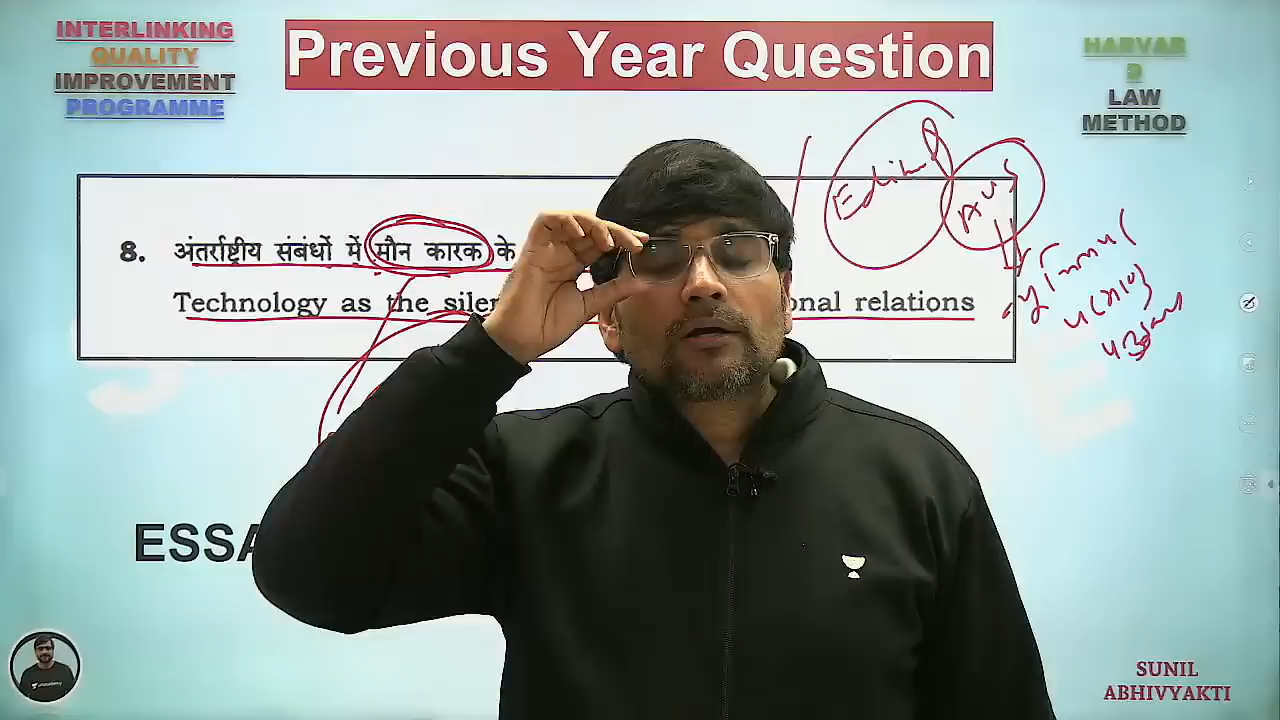 INTERLINKING
QUALITY
IMPROVEMENT
PROGRAMME
Previous Year Question
HARVAR
D
LAW
METHOD
8. अंतर्राष्ट्रीय संबंधों में मौन कारक के
Technology as the silen onal relations
ESSA
SUNIL
ABHIVYAKTI